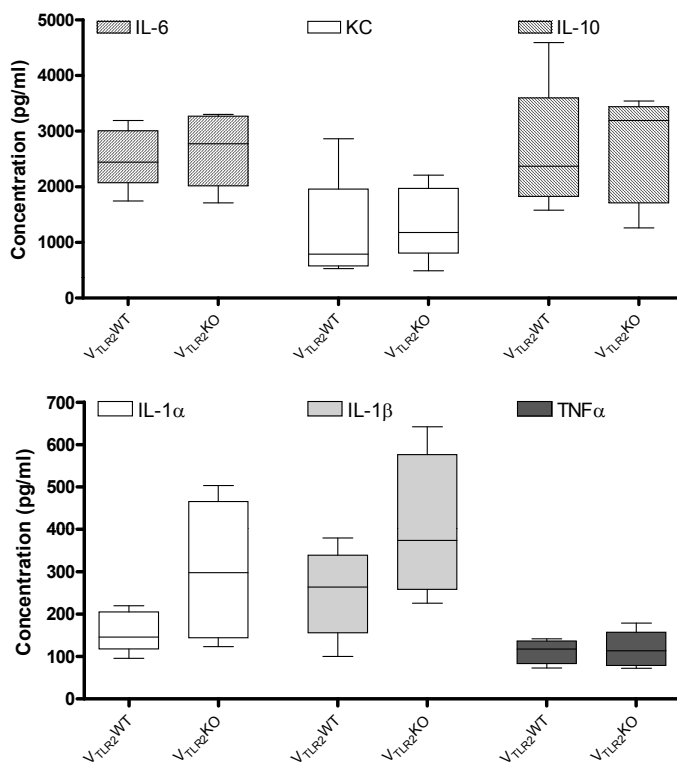 5000
IL-6 KC IL-10
4000
3000
2000
1000
0
Concentration (pg/ml)
VTLR2WT VTLR2KO VTLR2WT VTLR2KO VTLR2WT VTLR2KO
700
IL-1α IL-1β TNFα
600
500
400
300
200
100
0
Concentration (pg/ml)
VTLR2WT VTLR2KO VTLR2WT VTLR2KO VTLR2WT VTLR2KO